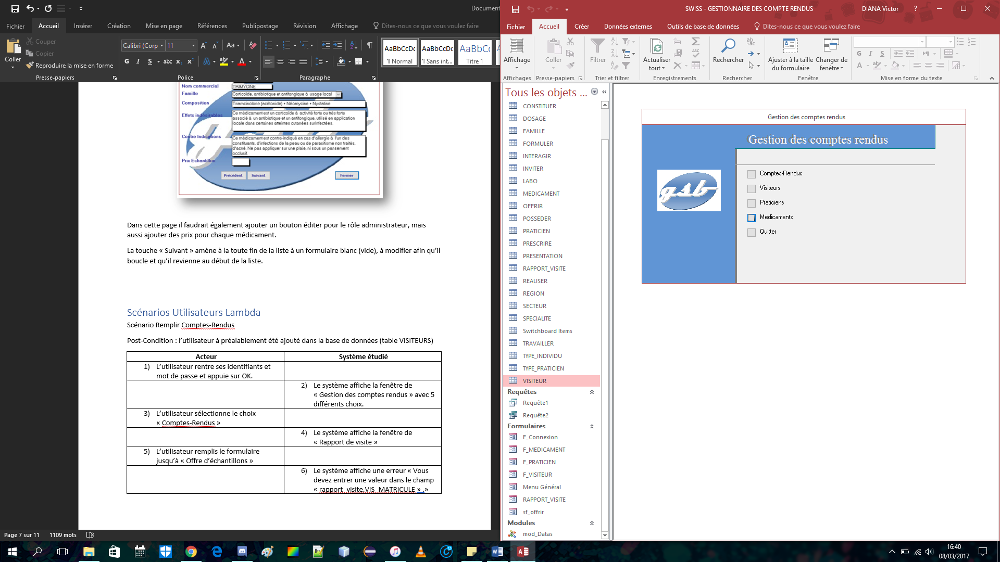 Document
Fichier
Accueil
Insérer
Création
Mise en page
Références
Publipostage
Révision
Affichage
Dites-nous ce que vous voulez faire
Coller
Couper
Copier
Reproduire la mise en forme
Presse-papiers
Calibri (Corp
11
Police
Paragraphe
AaBbCcDc
¶ Normal
AaBbCcDc
¶ Sans int...
AaBbCc
Titre 1
Nom commercial
TRIMYCINE
Famille
Corticoïde, antibiotique et antifongique à usage local
Composition
Triamcinolone (acétonide) + Néomycine + Nystatine
Effets indésirables
Ce médicament est un corticoïde à activité forte ou très forte
associé à un antibiotique et un antifongique, utilisé en application
locale dans certaines atteintes cutanées surinfectées.
Contre Indications
Ce médicament est contre-indiqué en cas d'allergie à l'un des
constituants, d'infections de la peau ou de parasitisme non traités,
d'acné. Ne pas appliquer sur une plaie, ni sous un pansement
occlusif.
Prix Echantillon
Précédent
Suivant
Fermer
Dans cette page il faudrait également ajouter un bouton éditer pour le rôle administrateur, mais
aussi ajouter des prix pour chaque médicament.
La touche « Suivant » amène à la toute fin de la liste à un formulaire blanc (vide), à modifier afin qu’il
boucle et qu’il revienne au début de la liste.
Scénarios Utilisateurs Lambda
Scénario Remplir Comptes-Rendus
Post-Condition : l’utilisateur à préalablement été ajouté dans la base de données (table VISITEURS)
Acteur
Système étudié
1) L’utilisateur rentre ses identifiants et
mot de passe et appuie sur OK.
2) Le système affiche la fenêtre de
« Gestion des comptes rendus » avec 5
différents choix.
3) L’utilisateur sélectionne le choix
« Comptes-Rendus »
4) Le système affiche la fenêtre de
« Rapport de visite »
5) L’utilisateur remplis le formulaire
jusqu’à « Offre d’échantillons »
6) Le système affiche une erreur « Vous
devez entrer une valeur dans le champ
« rapport_visite.VIS_MATRICULE » .»
Page 7 sur 11
1109 mots
SWISS - GESTIONNAIRE DES COMPTE RENDUS
DIANA Victor
Fichier
Accueil
Créer
Données externes
Outils de base de données
Dites-nous ce que vous voulez faire
Affichage
Affichages
Coller
Presse-papiers
Filtrer
Trier et filtrer
Actualiser
tout
Enregistrements
Rechercher
Rechercher
Ajuster à la taille
du formulaire
Changer de
fenêtre
Fenêtre
Mise en forme du texte
Tous les objets ...
CONSTITUER
DOSAGE
FAMILLE
FORMULER
INTERAGIR
INVITER
LABO
MEDICAMENT
OFFRIR
POSSEDER
PRATICIEN
PRESCRIRE
PRESENTATION
RAPPORT_VISITE
REALISER
REGION
SECTEUR
SPECIALITE
Switchboard Items
TRAVAILLER
TYPE_INDIVIDU
TYPE_PRATICIEN
VISITEUR
Requêtes
Requête1
Requête2
Formulaires
F_Connexion
F_MEDICAMENT
F_PRATICIEN
F_VISITEUR
Menu Général
RAPPORT_VISITE
sf_offrir
Modules
mod_Datas
Gestion des comptes rendus
Gestion des comptes rendus
gsb
Comptes-Rendus
Visiteurs
Praticiens
Medicaments
Quitter
16:40
08/03/2017